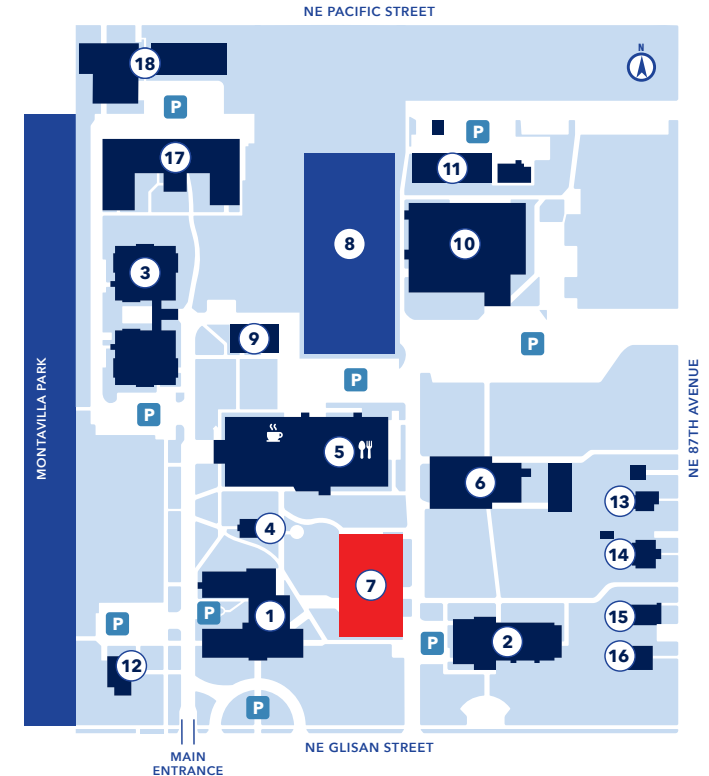 NE PACIFIC STREET
N
18
P
P
17
11
8
10
3
9
P
P
P
MONTAVILLA PARK
NE 87TH AVENUE
5
6
13
4
14
7
P
P
1
15
P
2
12
16
P
NE GLISAN STREET
MAIN
ENTRANCE